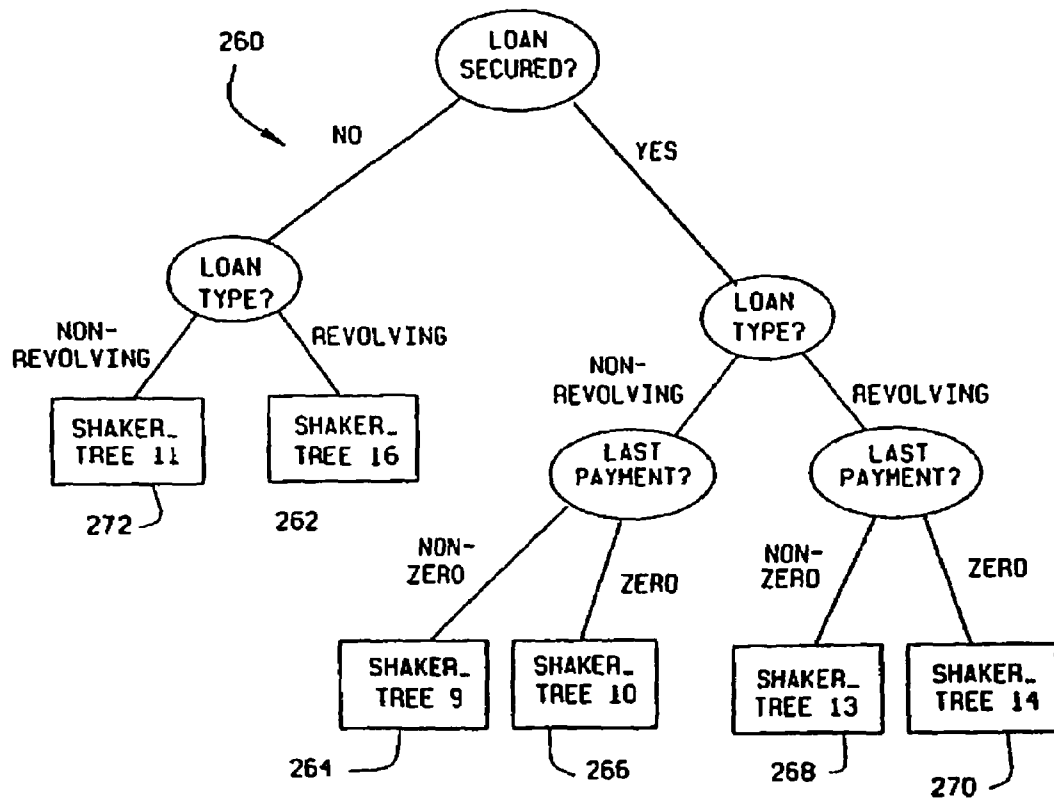 260
LOAN
SECURED?
NO
YES
LOAN
TYPE?
LOAN
TYPE?
NON-
REVOLVING
REVOLVING
NON-
REVOLVING
REVOLVING
SHAKER_
TREE 11
SHAKER_
TREE 16
LAST
PAYMENT?
LAST
PAYMENT?
272
262
NON-
ZERO
ZERO
NON-
ZERO
ZERO
SHAKER_
TREE 9
SHAKER_
TREE 10
SHAKER_
TREE 13
SHAKER_
TREE 14
264
266
268
270